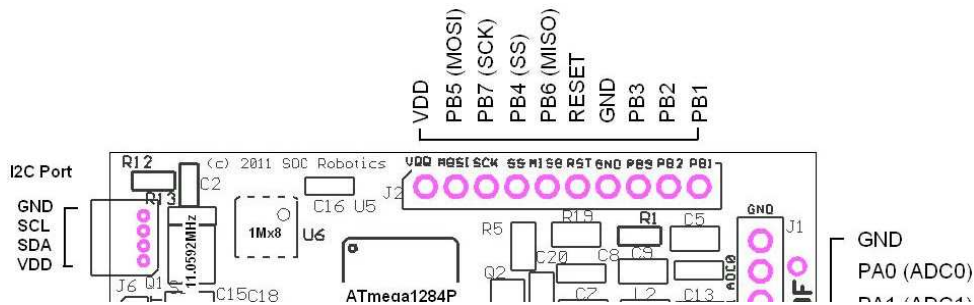 VDD
PB5 (MOSI)
PB7 (SCK)
PB4 (SS)
PB6 (MISO)
RESET
GND
PB3
PB2
PB1
I2C Port
GND
SCL
SDA
VDD
R12
(c) 2011 SOC Robotics
VDD MOSI SCK SS MISO RST GND PB3 PB2 PB1
J2
C2
R13
C16 U5
11.0592MHz
1Mx8
U6
R5
R19
R1
C5
GND
J1
GND
C20
C8
C9
ADC0
PA0 (ADC0)
Q2
J6
Q1
C15
C18
ATmega1284P
C7
L2
C13
PA1 (ADC1)